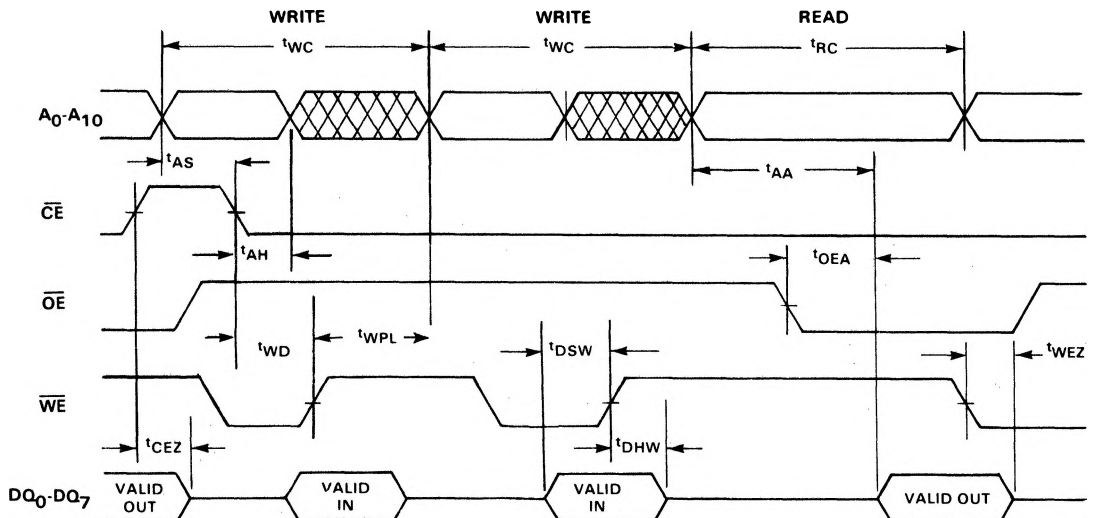 WRITE WRITE READ
tWC tWC tRC
A0-A10
tAS tAA
CE
tAH tOEA
OE
tWD tWPL tDSW tWEZ
WE
tCEZ tDHW
DQ0-DQ7 VALID OUT VALID IN VALID IN VALID OUT